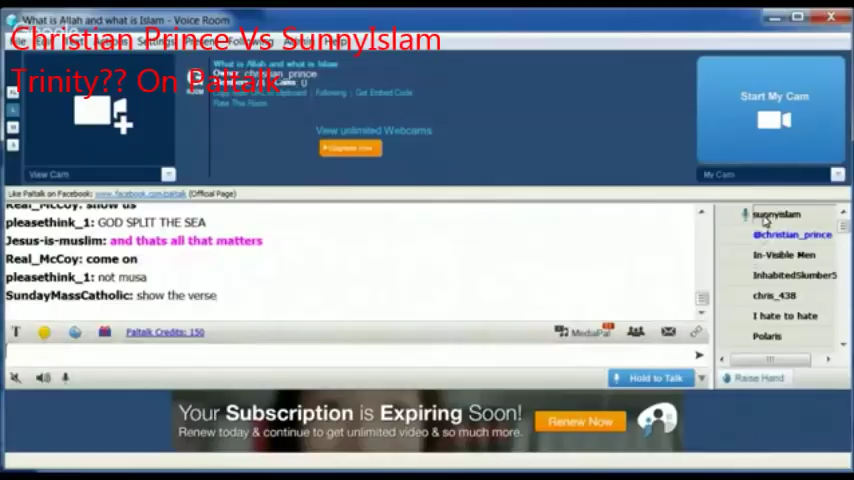 What is Allah and what is Islam - Voice Room
Christian Prince Vs SunnyIslam
Trinity?? On Paltalk
What is Allah and what is Islam
christian_prince
Following | Get Embed Code
Rate This Room
View unlimited Webcams
Upgrade now
Start My Cam
View Cam
My Cam
Like Paltalk on Facebook: www.facebook.com/paltalk (Official Page)
Real_McCoy: show us
pleasethink_1: GOD SPLIT THE SEA
Jesus-is-muslim: and thats all that matters
Real_McCoy: come on
pleasethink_1: not musa
SundayMassCatholic: show the verse
sunnyislam
@christian_prince
In-Visible Men
InhabitedSlumber5
chris_438
I hate to hate
Polaris
T
Paltalk Credits: 150
MediaPal
Hold to Talk
Raise Hand
Your Subscription is Expiring Soon!
Renew today & continue to get unlimited video & so much more.
Renew Now